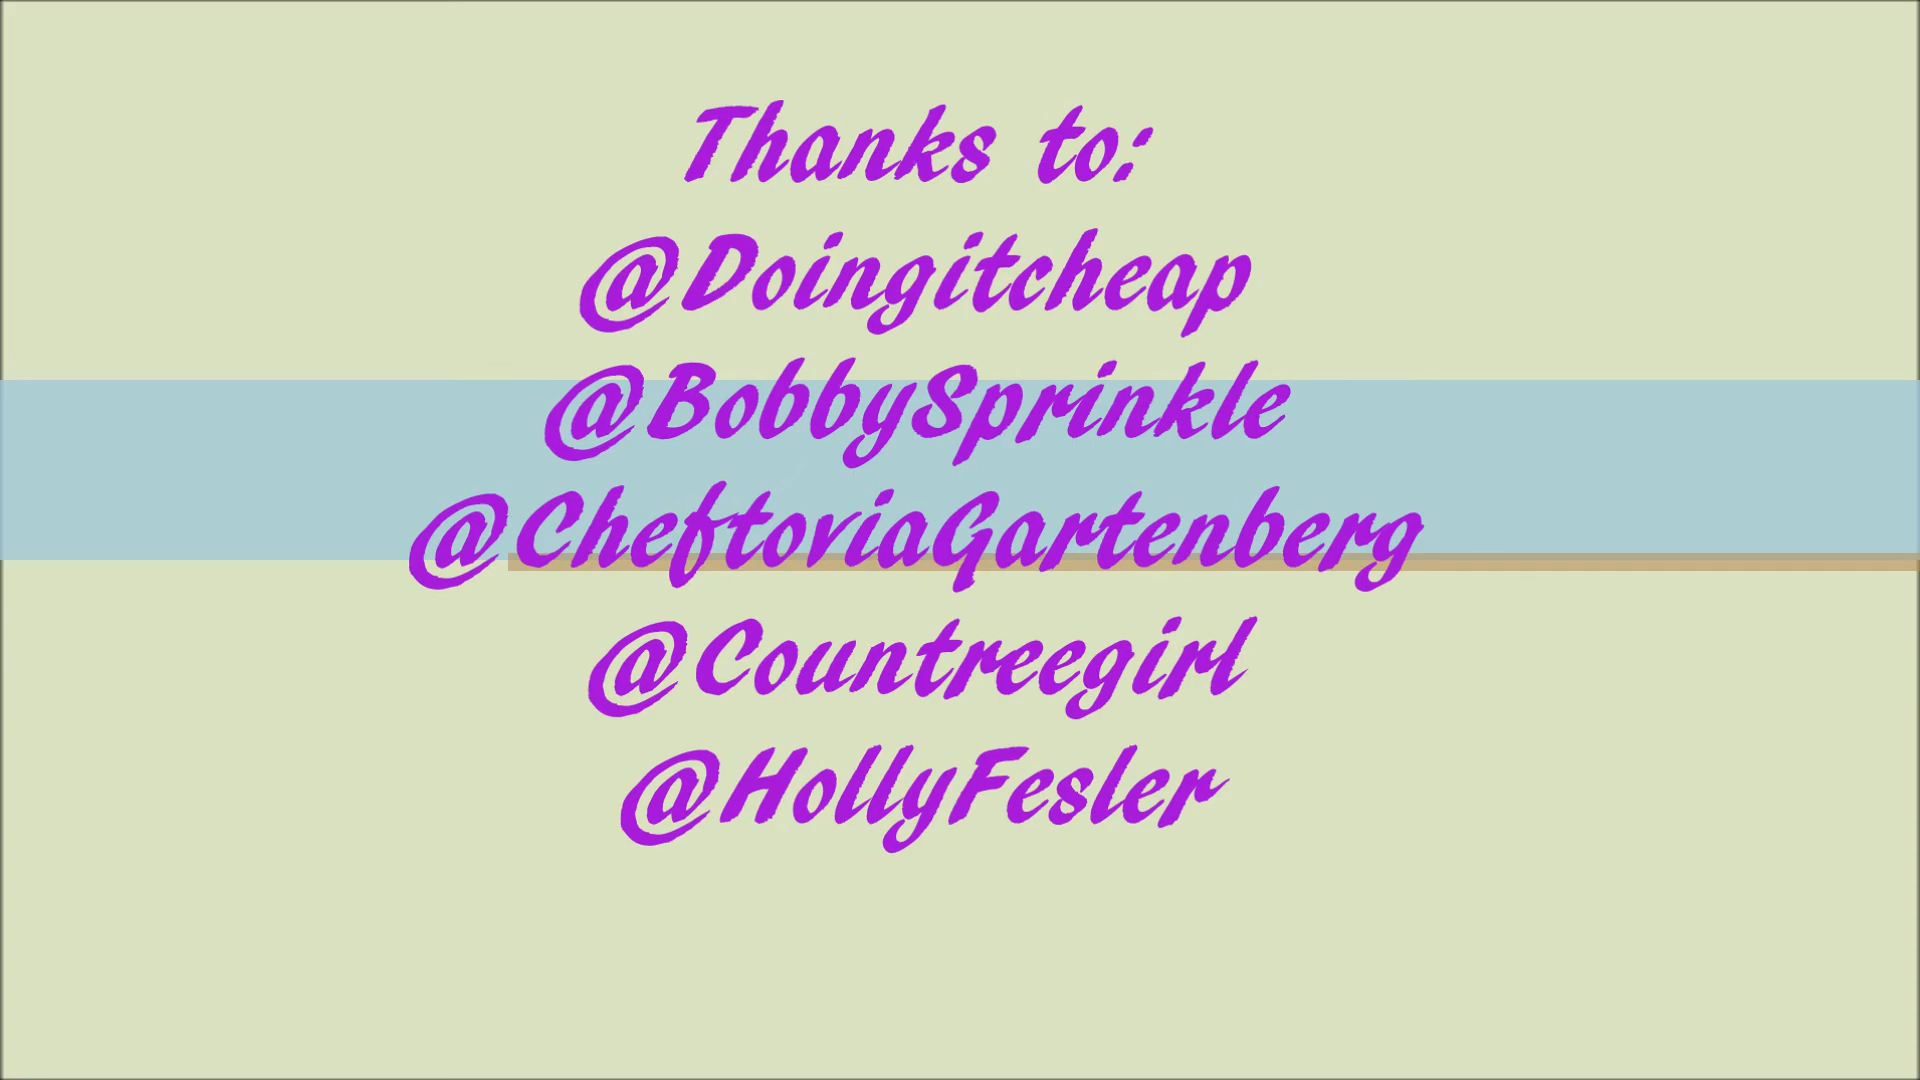 Thanks to:
@Doingitcheap
@BobbySprinkle
@CheftoviaGartenberg
@Countreegirl
@HollyFesler